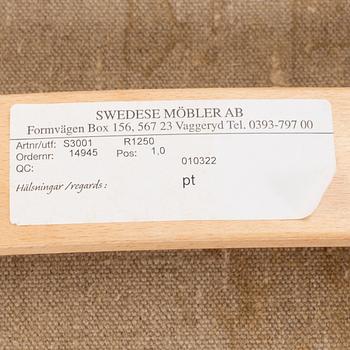 SWEDESE MÖBLER AB
Formvägen Box 156, 567 23 Vaggeryd Tel. 0393-797 00
Artnr/utf: S3001 R1250
Ordernr: 14945 Pos: 1,0
QC: 010322
Hälsningar /regards: pt